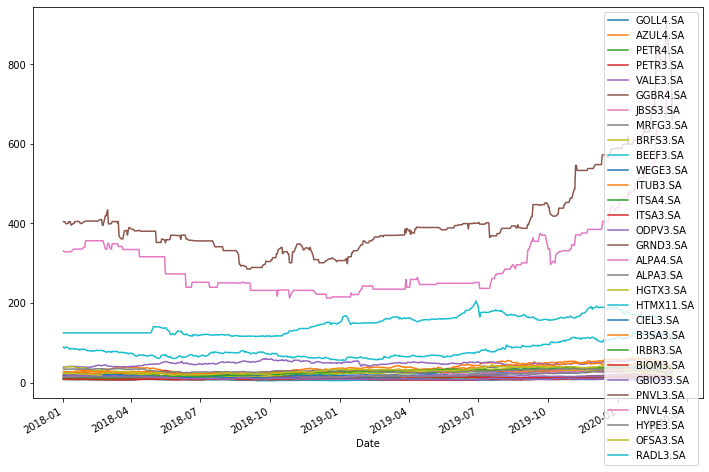 800
600
400
200
0
2018-01
2018-04
2018-07
2018-10
2019-01
2019-04
2019-07
2019-10
2020-01
Date
GOLL4.SA
AZUL4.SA
PETR4.SA
PETR3.SA
VALE3.SA
GGBR4.SA
JBSS3.SA
MRFG3.SA
BRFS3.SA
BEEF3.SA
WEGE3.SA
ITUB3.SA
ITSA4.SA
ITSA3.SA
ODPV3.SA
GRND3.SA
ALPA4.SA
ALPA3.SA
HGTX3.SA
HTMX11.SA
CIEL3.SA
B3SA3.SA
IRBR3.SA
BIOM3.SA
GBIO33.SA
PNVL3.SA
PNVL4.SA
HYPE3.SA
OFSA3.SA
RADL3.SA